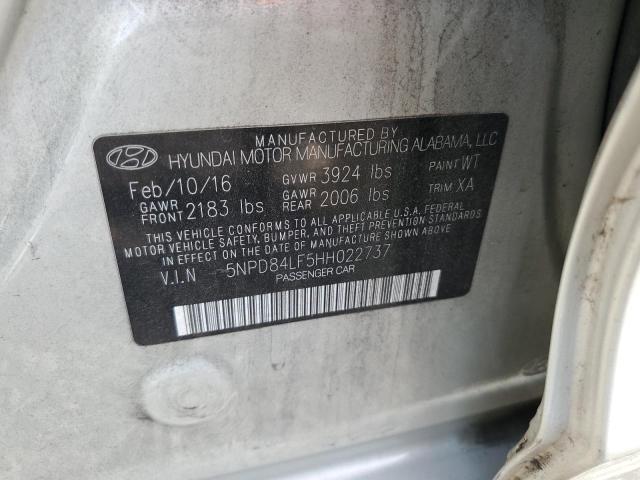 MANUFACTURED BY
HYUNDAI MOTOR MANUFACTURING ALABAMA, LLC
Feb/10/16 GVWR 3924 lbs PAINT WT
GAWR FRONT 2183 lbs GAWR REAR 2006 lbs TRIM XA
THIS VEHICLE CONFORMS TO ALL APPLICABLE U.S.A. FEDERAL
MOTOR VEHICLE SAFETY, BUMPER, AND THEFT PREVENTION STANDARDS
IN EFFECT ON THE DATE OF MANUFACTURE SHOWN ABOVE.
V.I.N 5NPD84LF5HH022737
PASSENGER CAR